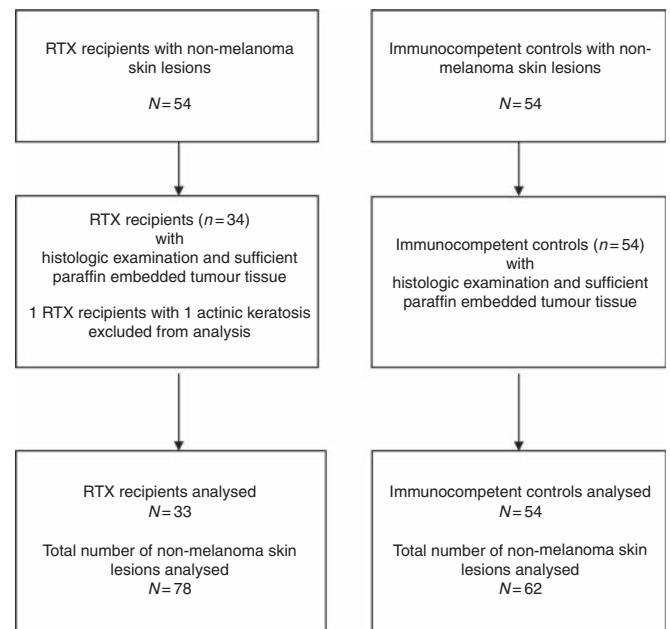 RTX recipients with non-melanoma
skin lesions
N=54
Immunocompetent controls with non-
melanoma skin lesions
N=54
RTX recipients (n=34)
with
histologic examination and sufficient
paraffin embedded tumour tissue
1 RTX recipients with 1 actinic keratosis
excluded from analysis
Immunocompetent controls (n=54)
with
histologic examination and sufficient
paraffin embedded tumour tissue
RTX recipients analysed
N=33
Total number of non-melanoma skin
lesions analysed
N=78
Immunocompetent controls analysed
N=54
Total number of non-melanoma skin
lesions analysed
N=62